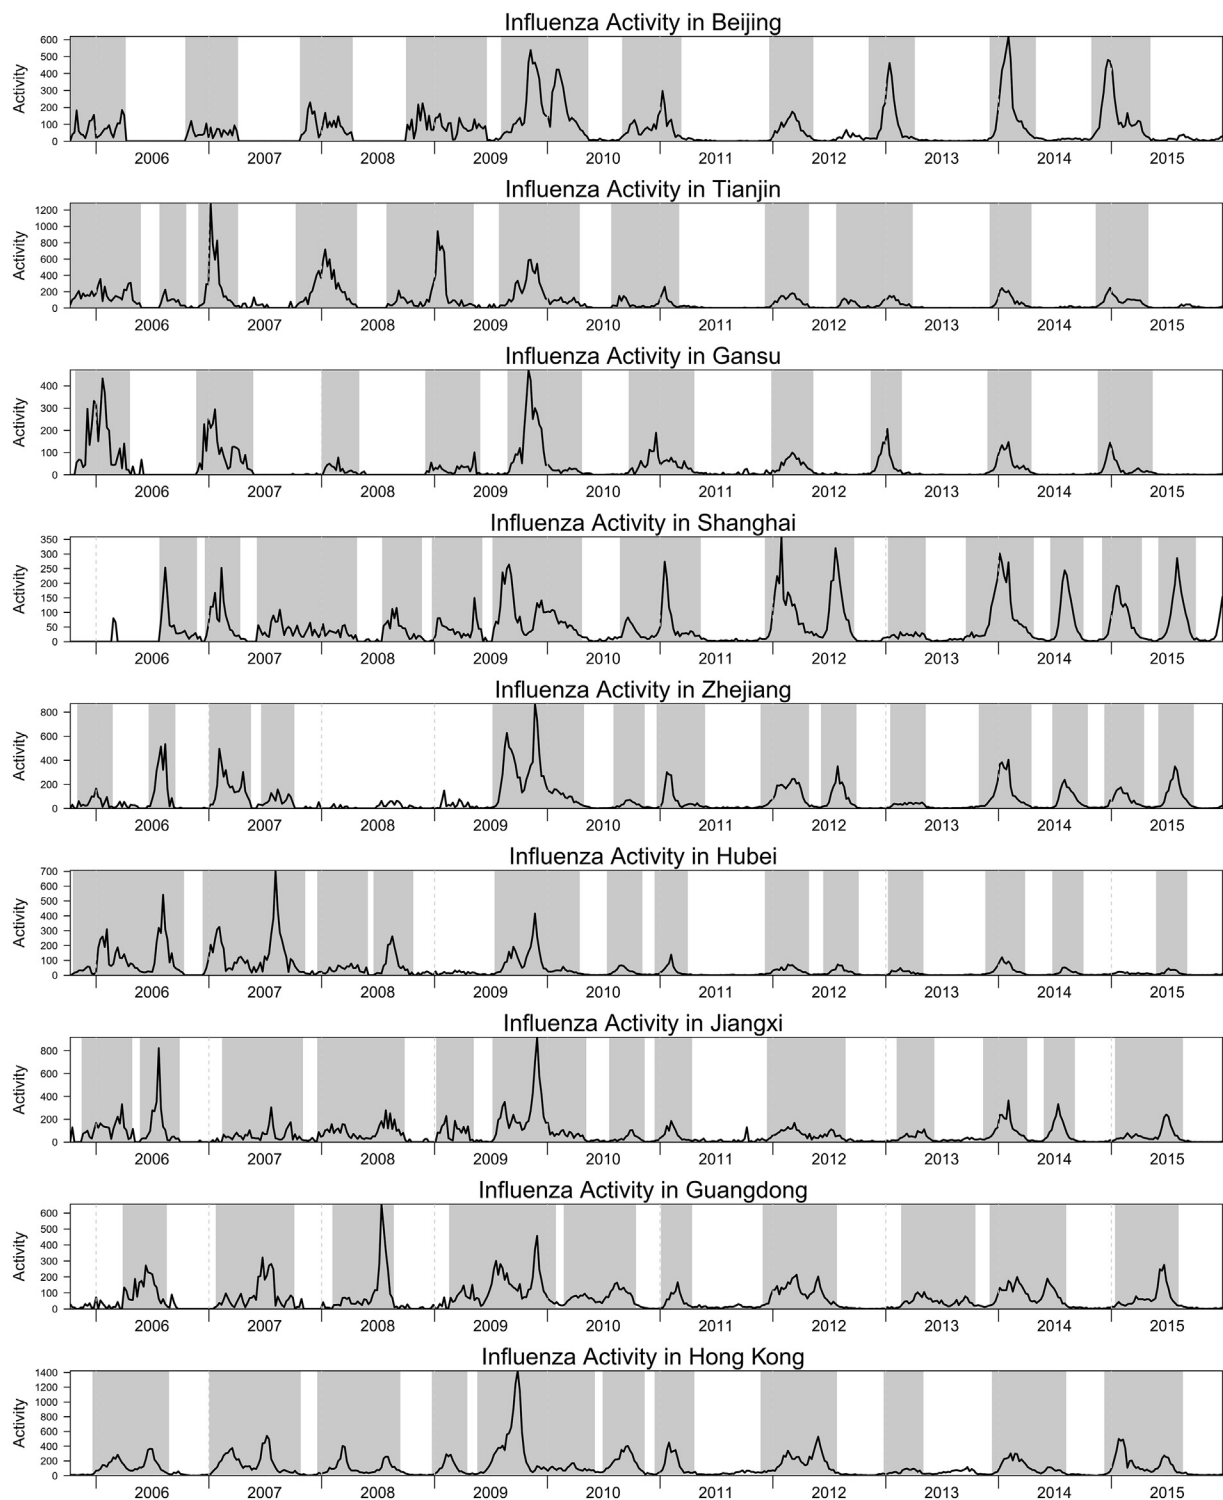 Influenza Activity in Beijing
600
500
400
300
200
100
0
Activity
2006 2007 2008 2009 2010 2011 2012 2013 2014 2015
Influenza Activity in Tianjin
1200
1000
800
600
400
200
0
Activity
2006 2007 2008 2009 2010 2011 2012 2013 2014 2015
Influenza Activity in Gansu
400
300
200
100
0
Activity
2006 2007 2008 2009 2010 2011 2012 2013 2014 2015
Influenza Activity in Shanghai
350
300
250
200
150
100
50
0
Activity
2006 2007 2008 2009 2010 2011 2012 2013 2014 2015
Influenza Activity in Zhejiang
800
600
400
200
0
Activity
2006 2007 2008 2009 2010 2011 2012 2013 2014 2015
Influenza Activity in Hubei
700
600
500
400
300
200
100
0
Activity
2006 2007 2008 2009 2010 2011 2012 2013 2014 2015
Influenza Activity in Jiangxi
800
600
400
200
0
Activity
2006 2007 2008 2009 2010 2011 2012 2013 2014 2015
Influenza Activity in Guangdong
600
500
400
300
200
100
0
Activity
2006 2007 2008 2009 2010 2011 2012 2013 2014 2015
Influenza Activity in Hong Kong
1400
1200
1000
800
600
400
200
0
Activity
2006 2007 2008 2009 2010 2011 2012 2013 2014 2015